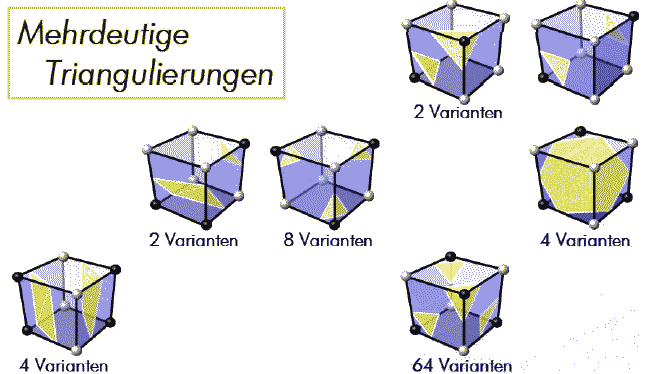 Mehrdeutige
Triangulierungen
2 Varianten
2 Varianten
8 Varianten
4 Varianten
4 Varianten
64 Varianten